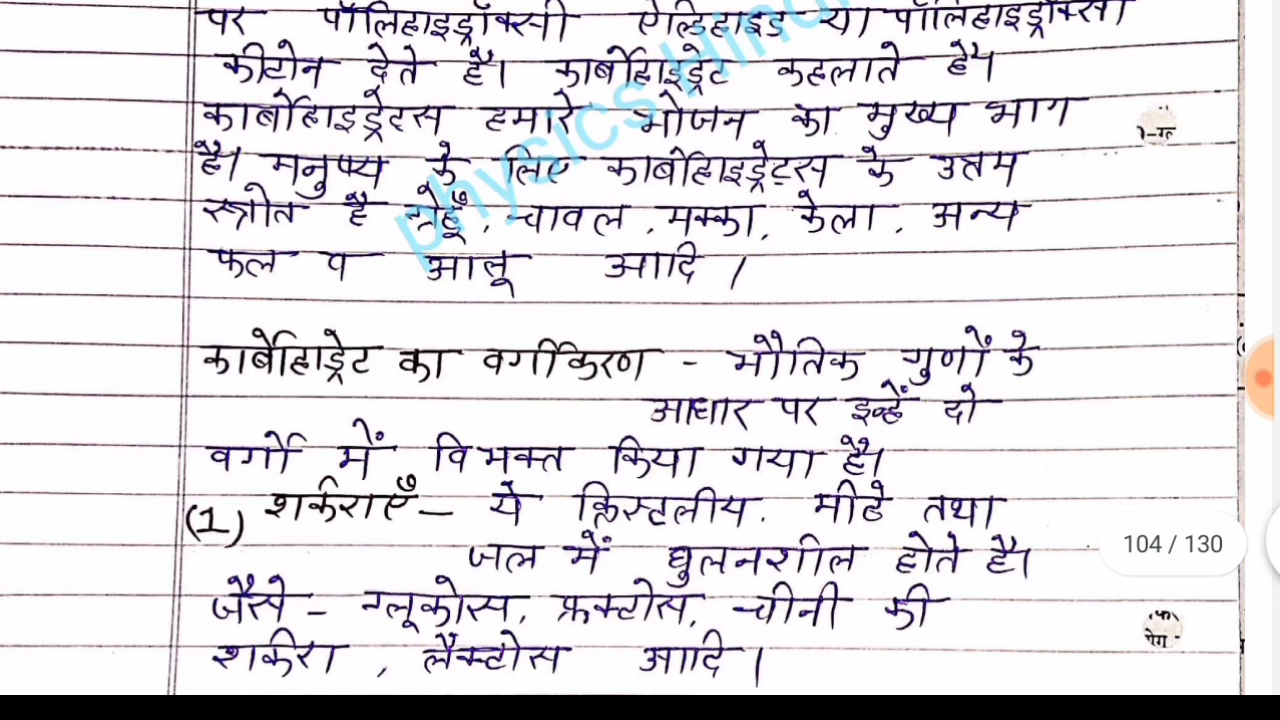 पर पॉलिहाइड्रॉक्सी ऐल्डिहाइड या पॉलिहाइड्रॉक्सी
कीटोन देते है। कार्बोहाइड्रेट कहलाते है।
कार्बोहाइड्रेट्स हमारे भोजन का मुख्य भाग
है। मनुष्य के लिए कार्बोहाइड्रेट्स के उत्तम
स्त्रोत है गेहूँ, चावल, मक्का, केला, अन्य
फल व आलू आदि।
कार्बोहाड्रेट का वर्गीकरण - भौतिक गुणों के
आधार पर इन्हें दो
वर्गो में विभक्त किया गया है।
(1) शर्कराएँ - ये क्रिस्टलीय, मीठे तथा
जल में घुलनशील होते है।
104 / 130
जैसे - ग्लूकोस, फ्रक्टोस, चीनी की
शर्करा, लैक्टोस आदि।
physics Hindi